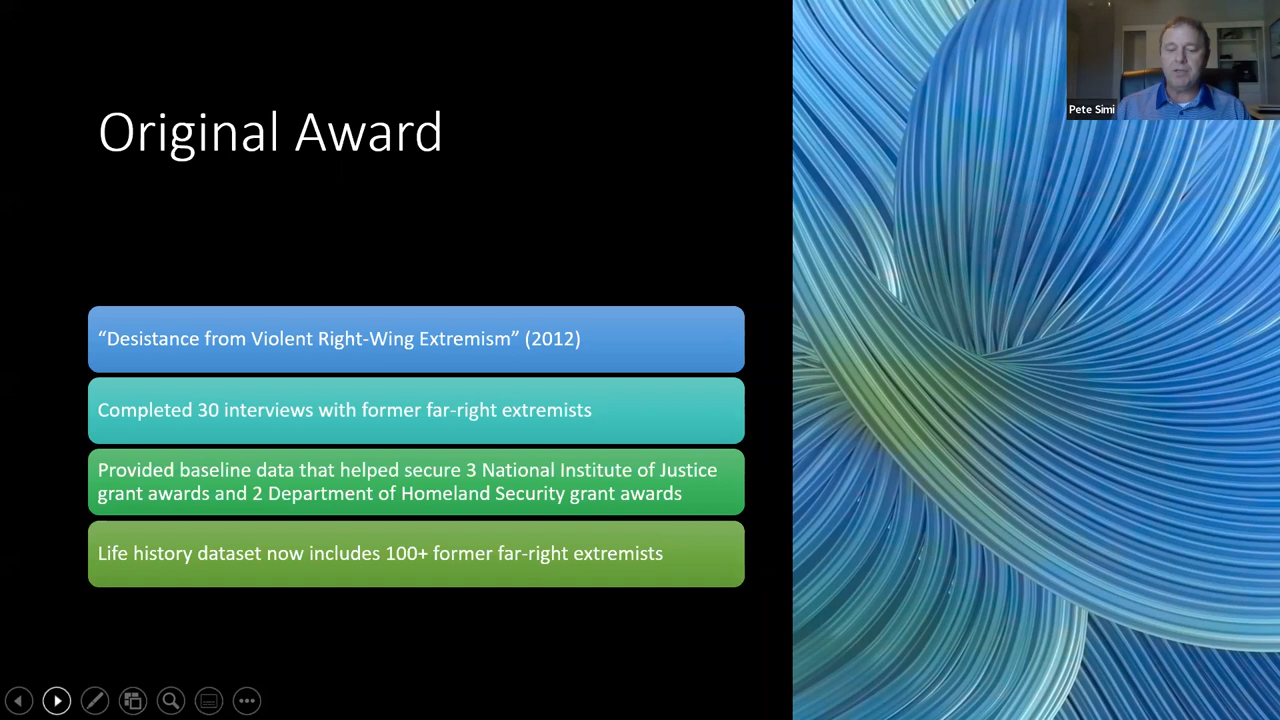 Original Award
“Desistance from Violent Right-Wing Extremism” (2012)
Completed 30 interviews with former far-right extremists
Provided baseline data that helped secure 3 National Institute of Justice
grant awards and 2 Department of Homeland Security grant awards
Life history dataset now includes 100+ former far-right extremists
Pete Simi